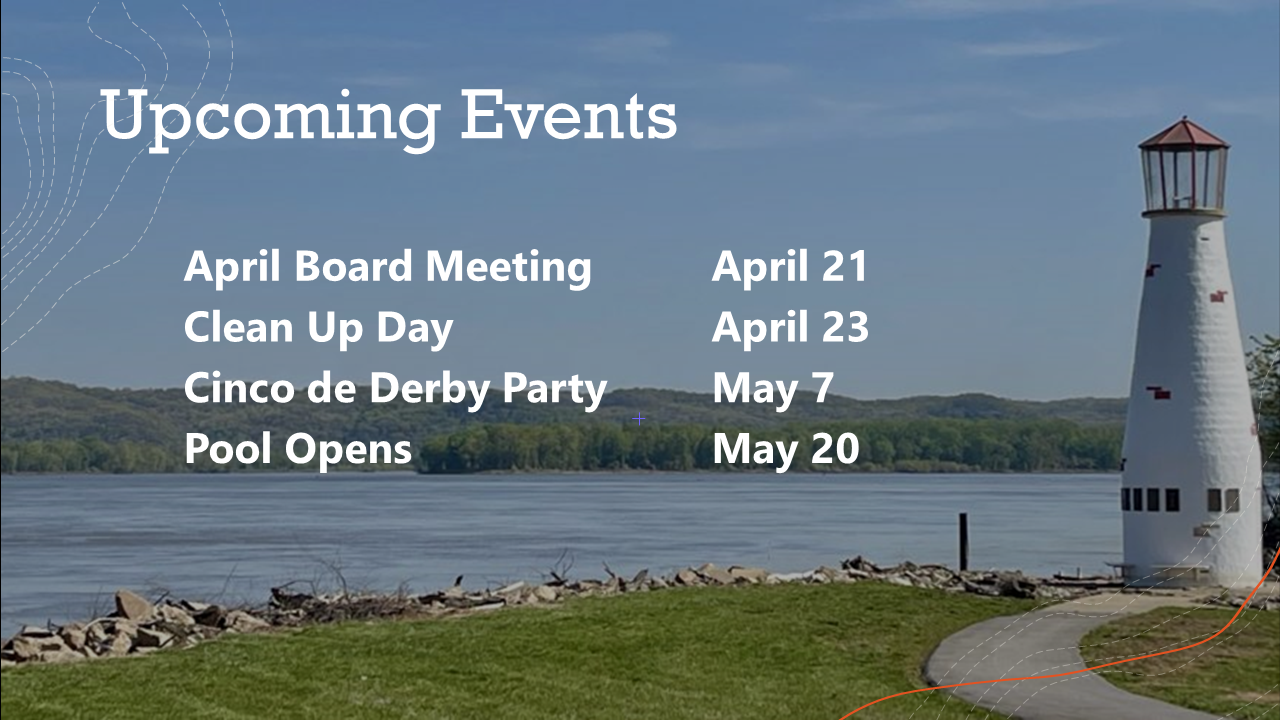 Upcoming Events
April Board Meeting April 21
Clean Up Day April 23
Cinco de Derby Party May 7
Pool Opens May 20